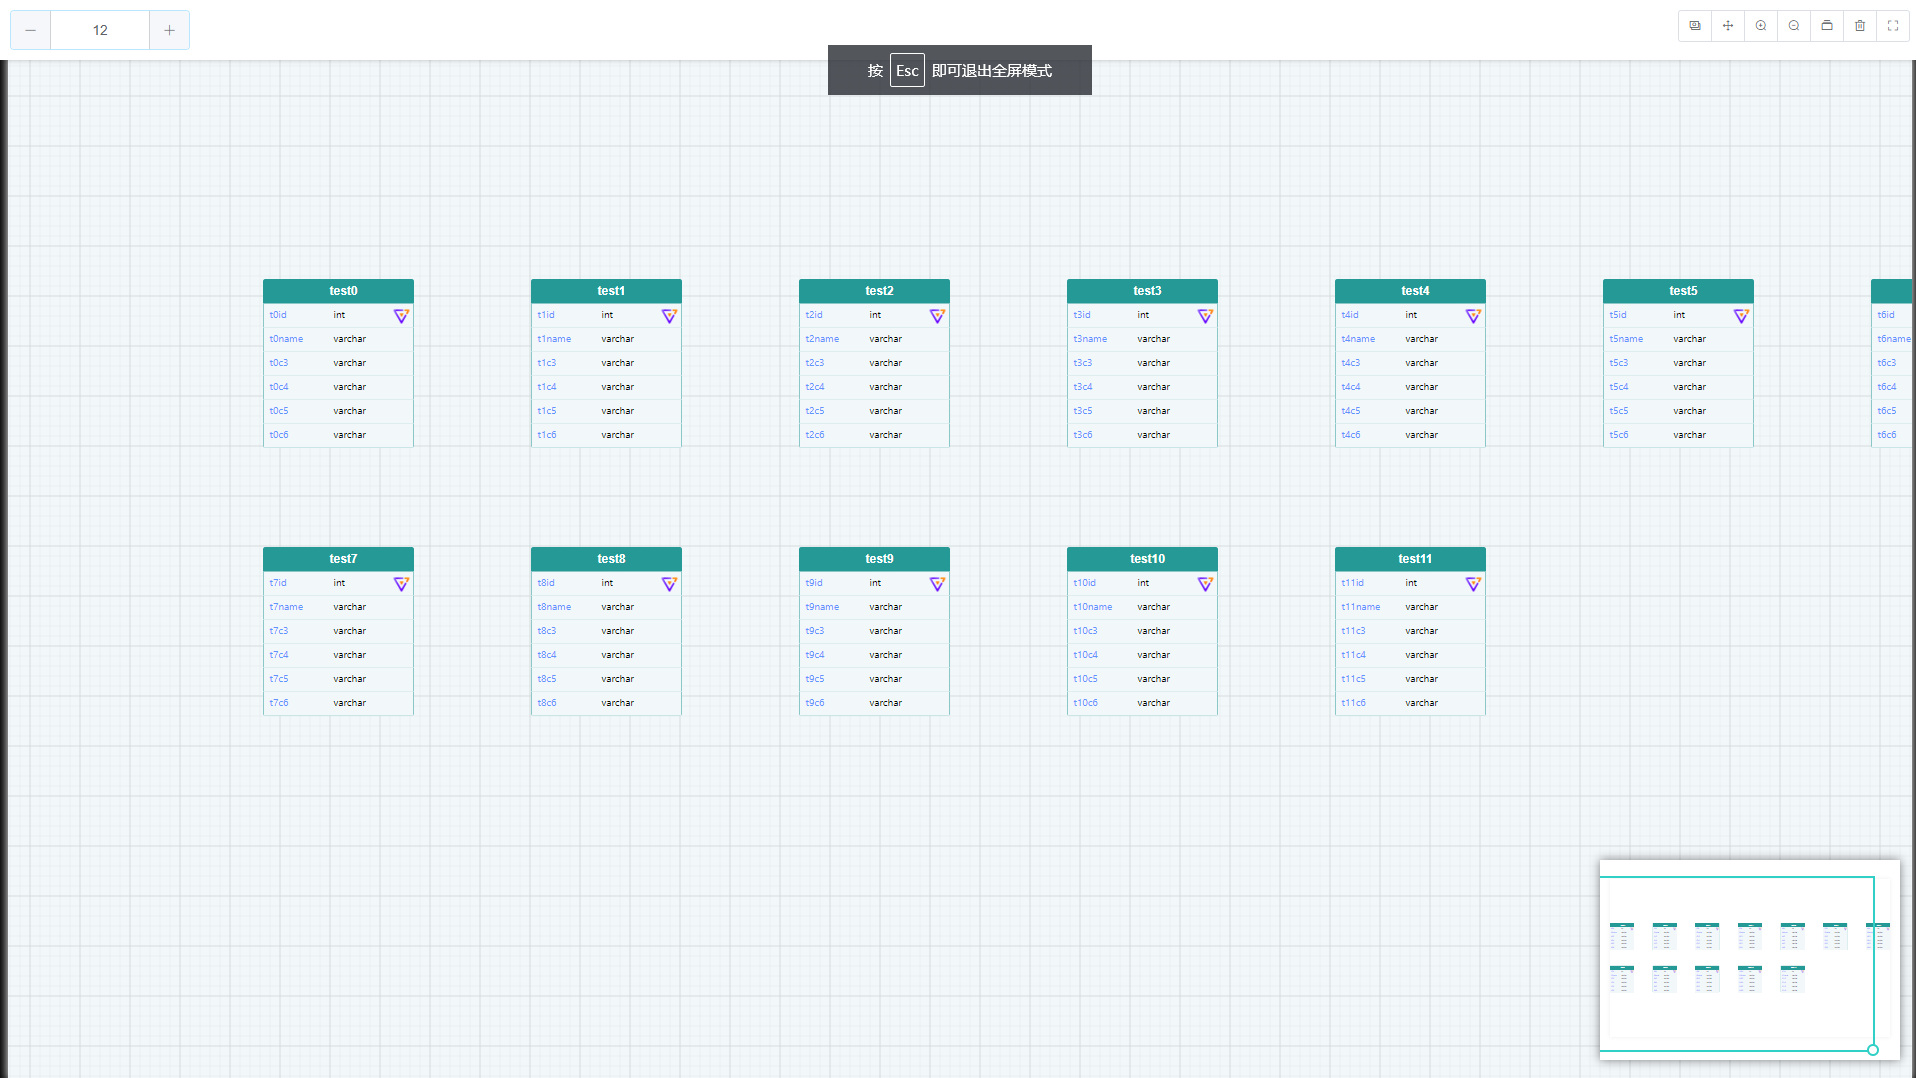 12
按 Esc 即可退出全屏模式
test0
t0id int
t0name varchar
t0c3 varchar
t0c4 varchar
t0c5 varchar
t0c6 varchar
test1
t1id int
t1name varchar
t1c3 varchar
t1c4 varchar
t1c5 varchar
t1c6 varchar
test2
t2id int
t2name varchar
t2c3 varchar
t2c4 varchar
t2c5 varchar
t2c6 varchar
test3
t3id int
t3name varchar
t3c3 varchar
t3c4 varchar
t3c5 varchar
t3c6 varchar
test4
t4id int
t4name varchar
t4c3 varchar
t4c4 varchar
t4c5 varchar
t4c6 varchar
test5
t5id int
t5name varchar
t5c3 varchar
t5c4 varchar
t5c5 varchar
t5c6 varchar
t6id
t6name
t6c3
t6c4
t6c5
t6c6
test7
t7id int
t7name varchar
t7c3 varchar
t7c4 varchar
t7c5 varchar
t7c6 varchar
test8
t8id int
t8name varchar
t8c3 varchar
t8c4 varchar
t8c5 varchar
t8c6 varchar
test9
t9id int
t9name varchar
t9c3 varchar
t9c4 varchar
t9c5 varchar
t9c6 varchar
test10
t10id int
t10name varchar
t10c3 varchar
t10c4 varchar
t10c5 varchar
t10c6 varchar
test11
t11id int
t11name varchar
t11c3 varchar
t11c4 varchar
t11c5 varchar
t11c6 varchar